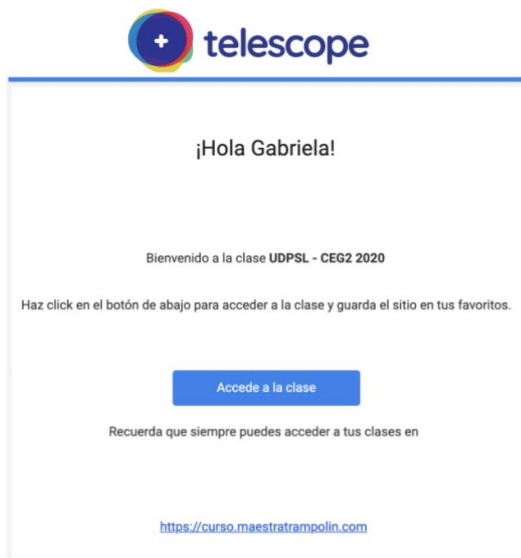 telescope
¡Hola Gabriela!
Bienvenido a la clase UDPSL - CEG2 2020
Haz click en el botón de abajo para acceder a la clase y guarda el sitio en tus favoritos.
Accede a la clase
Recuerda que siempre puedes acceder a tus clases en
https://curso.maestratrampolin.com